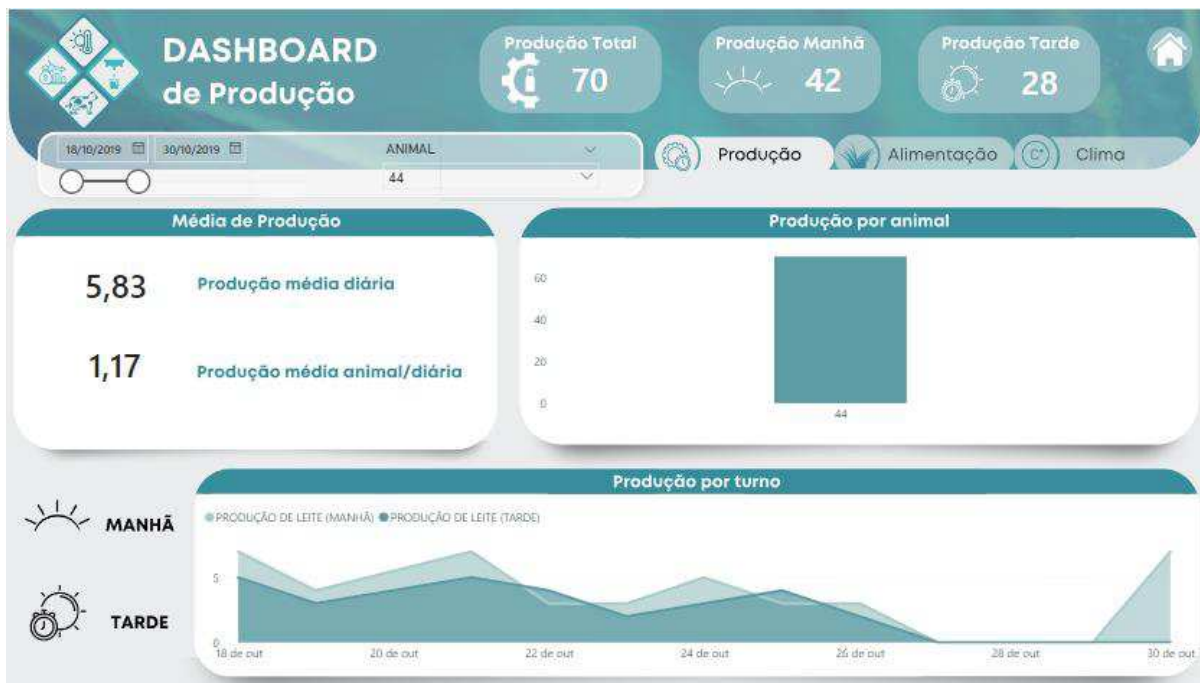 DASHBOARD
de Produção
Produção Total
70
Produção Manhã
42
Produção Tarde
28
18/10/2019 30/10/2019
ANIMAL
44
Produção
Alimentação
C°
Clima
Média de Produção
5,83 Produção média diária
1,17 Produção média animal/diária
Produção por animal
60
40
20
0
44
MANHÃ
TARDE
Produção por turno
PRODUÇÃO DE LEITE (MANHÃ) PRODUÇÃO DE LEITE (TARDE)
5
0
18 de out 20 de out 22 de out 24 de out 26 de out 28 de out 30 de out